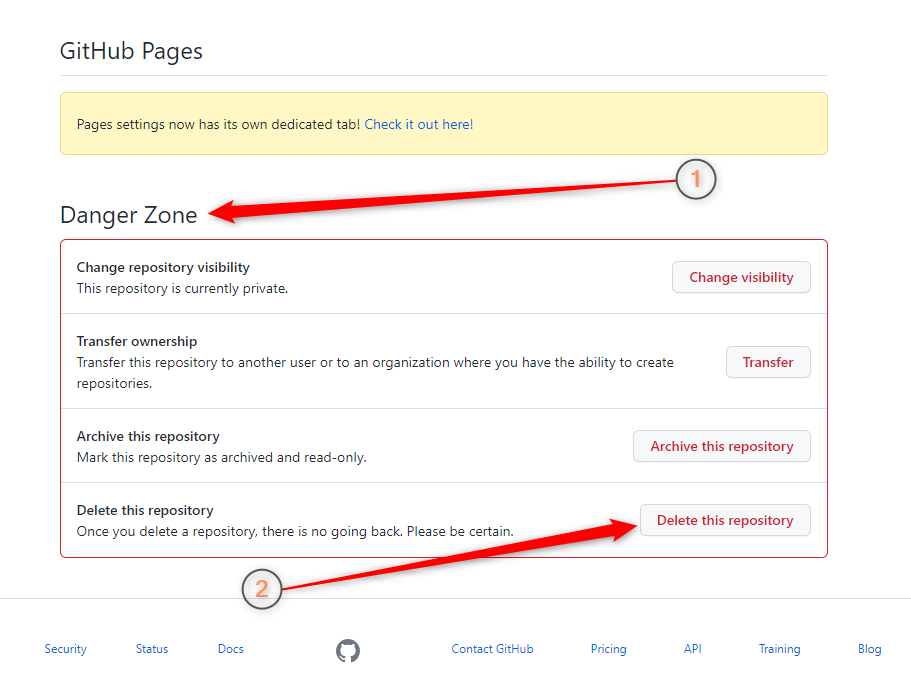 GitHub Pages
Pages settings now has its own dedicated tab! Check it out here!
1
Danger Zone
Change repository visibility
This repository is currently private.
Change visibility
Transfer ownership
Transfer this repository to another user or to an organization where you have the ability to create
repositories.
Transfer
Archive this repository
Mark this repository as archived and read-only.
Archive this repository
Delete this repository
Once you delete a repository, there is no going back. Please be certain.
Delete this repository
2
Security Status Docs Contact GitHub Pricing API Training Blog